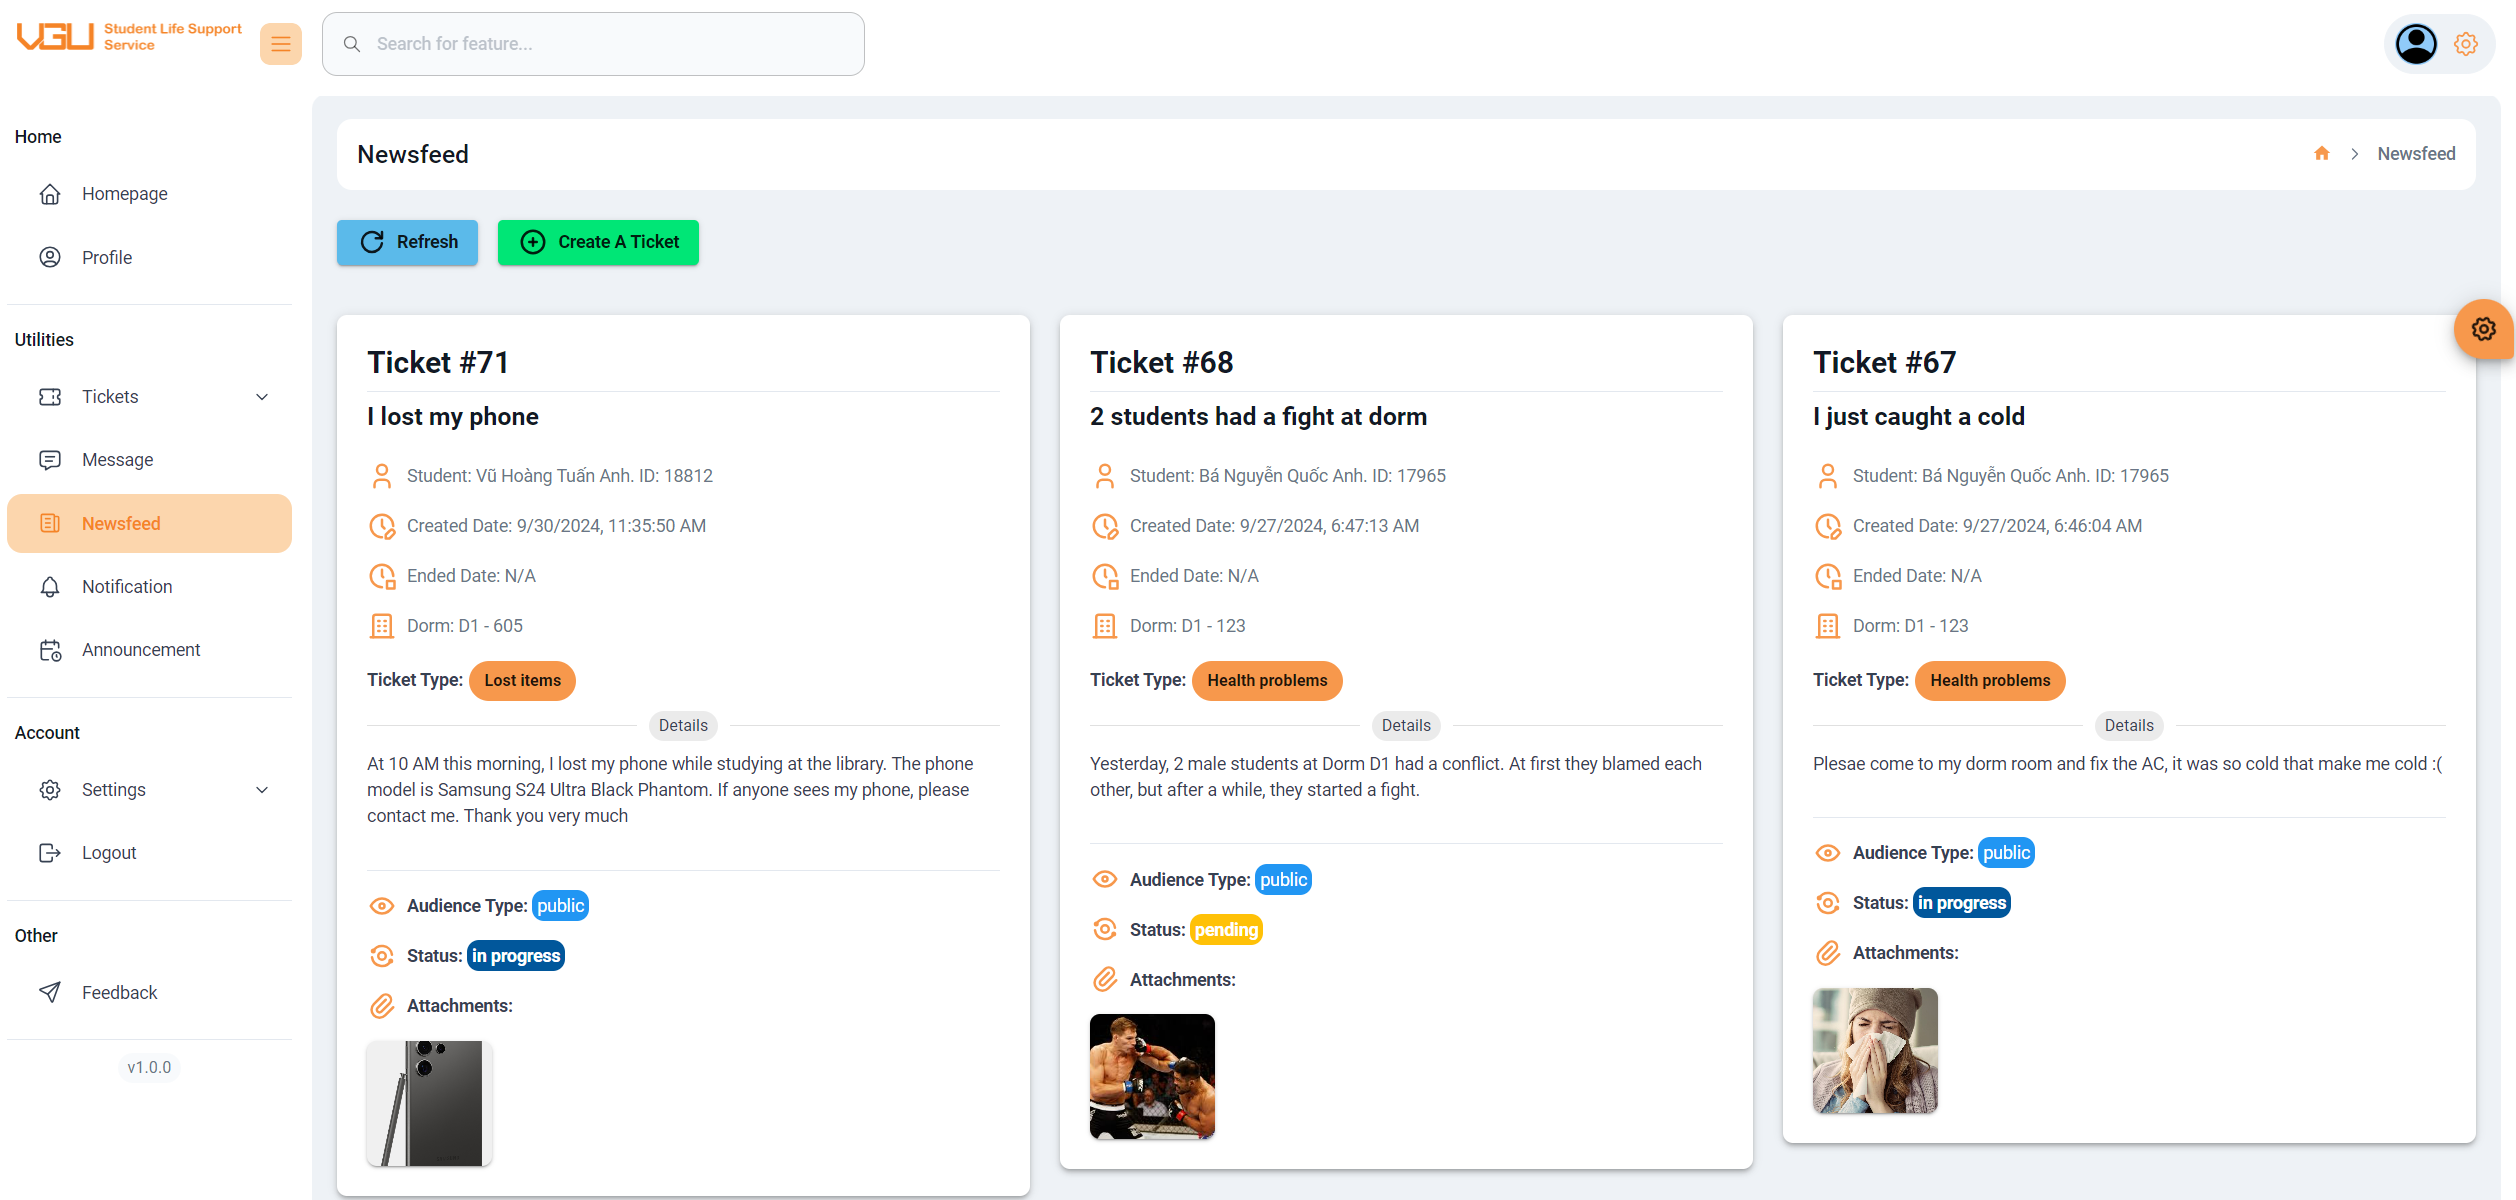 VGU
Student Life Support
Service
Search for feature...
Home
Homepage
Profile
Utilities
Tickets
Message
Newsfeed
Notification
Announcement
Account
Settings
Logout
Other
Feedback
v1.0.0
Newsfeed
Newsfeed
Refresh
Create A Ticket
Ticket #71
I lost my phone
Student: Vũ Hoàng Tuấn Anh. ID: 18812
Created Date: 9/30/2024, 11:35:50 AM
Ended Date: N/A
Dorm: D1 - 605
Ticket Type: Lost items
Details
At 10 AM this morning, I lost my phone while studying at the library. The phone
model is Samsung S24 Ultra Black Phantom. If anyone sees my phone, please
contact me. Thank you very much
Audience Type: public
Status: in progress
Attachments:
Ticket #68
2 students had a fight at dorm
Student: Bá Nguyễn Quốc Anh. ID: 17965
Created Date: 9/27/2024, 6:47:13 AM
Ended Date: N/A
Dorm: D1 - 123
Ticket Type: Health problems
Details
Yesterday, 2 male students at Dorm D1 had a conflict. At first they blamed each
other, but after a while, they started a fight.
Audience Type: public
Status: pending
Attachments:
Ticket #67
I just caught a cold
Student: Bá Nguyễn Quốc Anh. ID: 17965
Created Date: 9/27/2024, 6:46:04 AM
Ended Date: N/A
Dorm: D1 - 123
Ticket Type: Health problems
Details
Plesae come to my dorm room and fix the AC, it was so cold that make me cold :(
Audience Type: public
Status: in progress
Attachments: